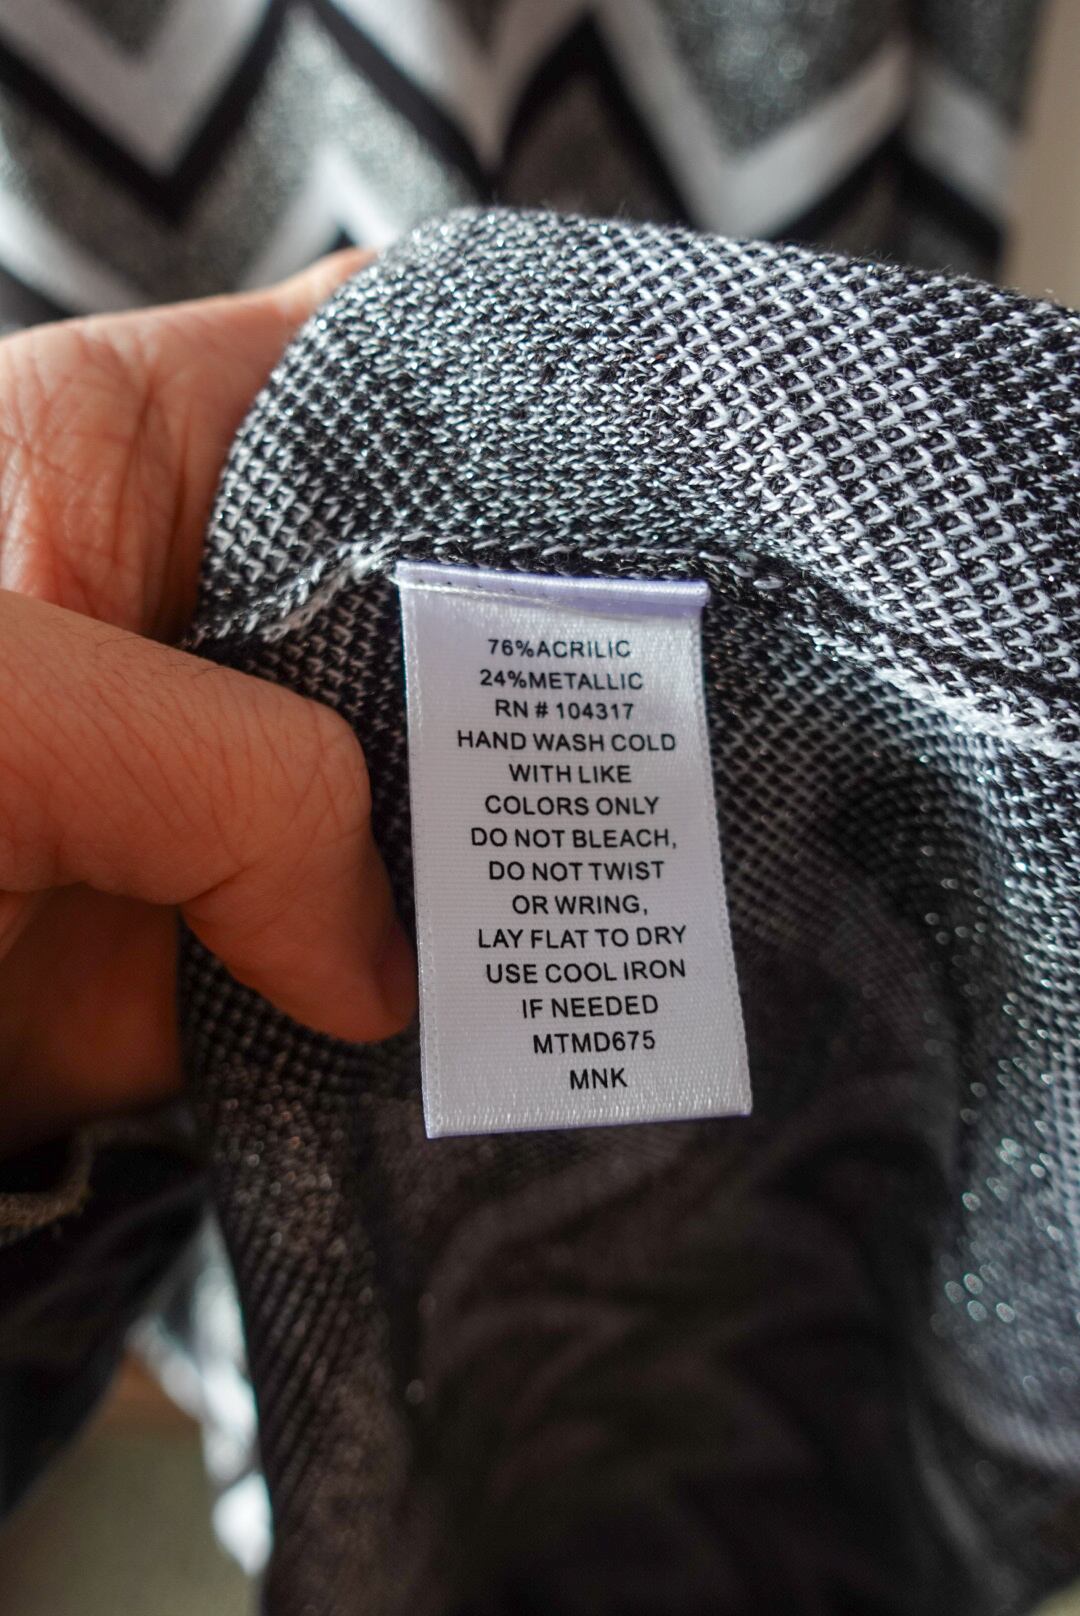 76%ACRILIC
24%METALLIC
RN # 104317
HAND WASH COLD
WITH LIKE
COLORS ONLY
DO NOT BLEACH,
DO NOT TWIST
OR WRING,
LAY FLAT TO DRY
USE COOL IRON
IF NEEDED
MTMD675
MNK